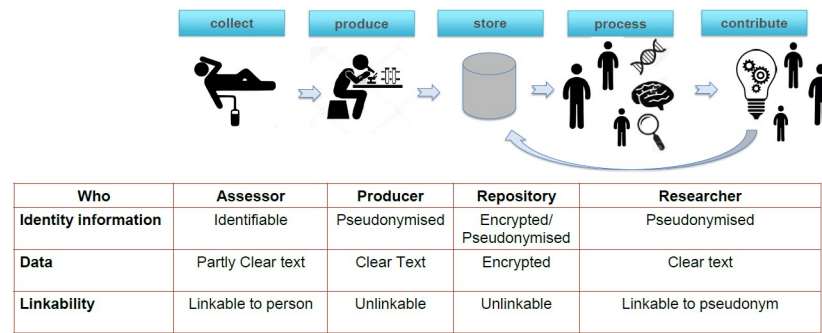 collect produce store process contribute
Who Assessor Producer Repository Researcher
Identity information Identifiable Pseudonymised Encrypted/ Pseudonymised
Pseudonymised
Data Partly Clear text Clear Text Encrypted Clear text
Linkability Linkable to person Unlinkable Unlinkable Linkable to pseudonym